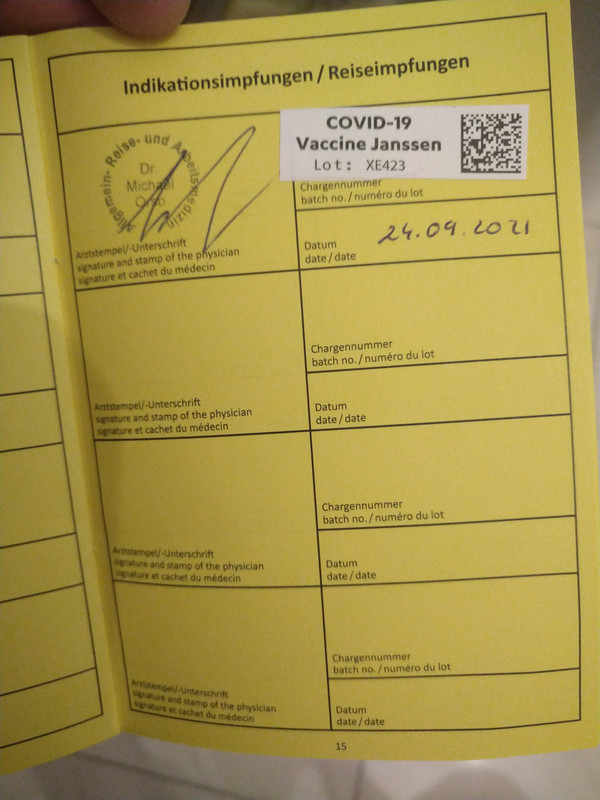 Indikationsimpfungen / Reiseimpfungen
Allgemein- Reise- und Arbeitsmedizin
Dr.
Michael
COVID-19
Vaccine Janssen
Lot: XE423
Chargennummer
batch no. / numéro du lot
24.09.2021
Datum
date / date
Arztstempel/-Unterschrift
signature and stamp of the physician
signature et cachet du médecin
Chargennummer
batch no. / numéro du lot
Arztstempel/-Unterschrift
signature and stamp of the physician
signature et cachet du médecin
Datum
date / date
Chargennummer
batch no. / numéro du lot
Arztstempel/-Unterschrift
signature and stamp of the physician
signature et cachet du médecin
Datum
date / date
Chargennummer
batch no. / numéro du lot
Arztstempel/-Unterschrift
signature and stamp of the physician
signature et cachet du médecin
Datum
date / date
15